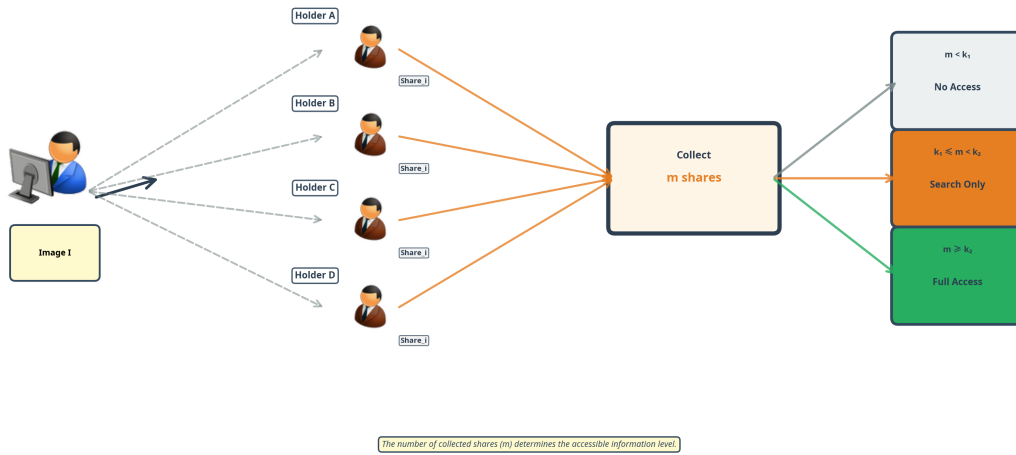 Holder A
Share_i
Holder B
Share_i
Holder C
Share_i
Holder D
Share_i
Image I
Collect
m shares
m < k₁
No Access
k₁ ⩽ m < k₂
Search Only
m ⩾ k₂
Full Access
The number of collected shares (m) determines the accessible information level.